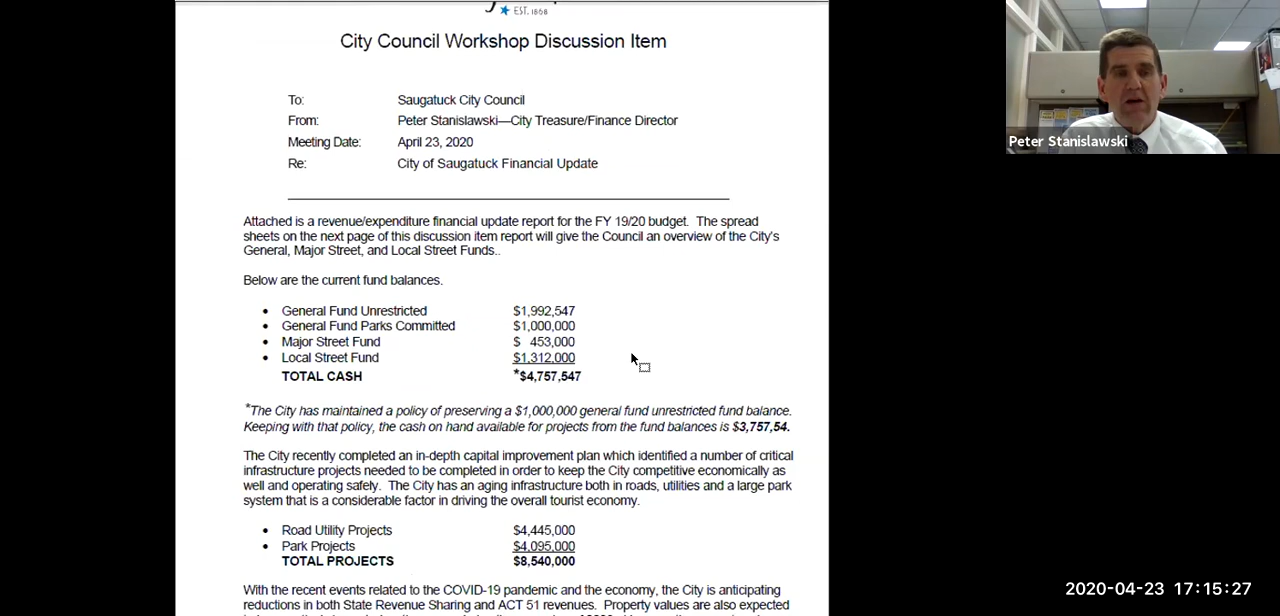 EST. 1868
City Council Workshop Discussion Item
To: Saugatuck City Council
From: Peter Stanislawski—City Treasure/Finance Director
Meeting Date: April 23, 2020
Re: City of Saugatuck Financial Update
Attached is a revenue/expenditure financial update report for the FY 19/20 budget. The spread
sheets on the next page of this discussion item report will give the Council an overview of the City's
General, Major Street, and Local Street Funds..
Below are the current fund balances.
• General Fund Unrestricted $1,992,547
• General Fund Parks Committed $1,000,000
• Major Street Fund $ 453,000
• Local Street Fund $1,312,000
TOTAL CASH *$4,757,547
*The City has maintained a policy of preserving a $1,000,000 general fund unrestricted fund balance.
Keeping with that policy, the cash on hand available for projects from the fund balances is $3,757,54.
The City recently completed an in-depth capital improvement plan which identified a number of critical
infrastructure projects needed to be completed in order to keep the City competitive economically as
well and operating safely. The City has an aging infrastructure both in roads, utilities and a large park
system that is a considerable factor in driving the overall tourist economy.
• Road Utility Projects $4,445,000
• Park Projects $4,095,000
TOTAL PROJECTS $8,540,000
With the recent events related to the COVID-19 pandemic and the economy, the City is anticipating
reductions in both State Revenue Sharing and ACT 51 revenues. Property values are also expected
Peter Stanislawski
2020-04-23 17:15:27